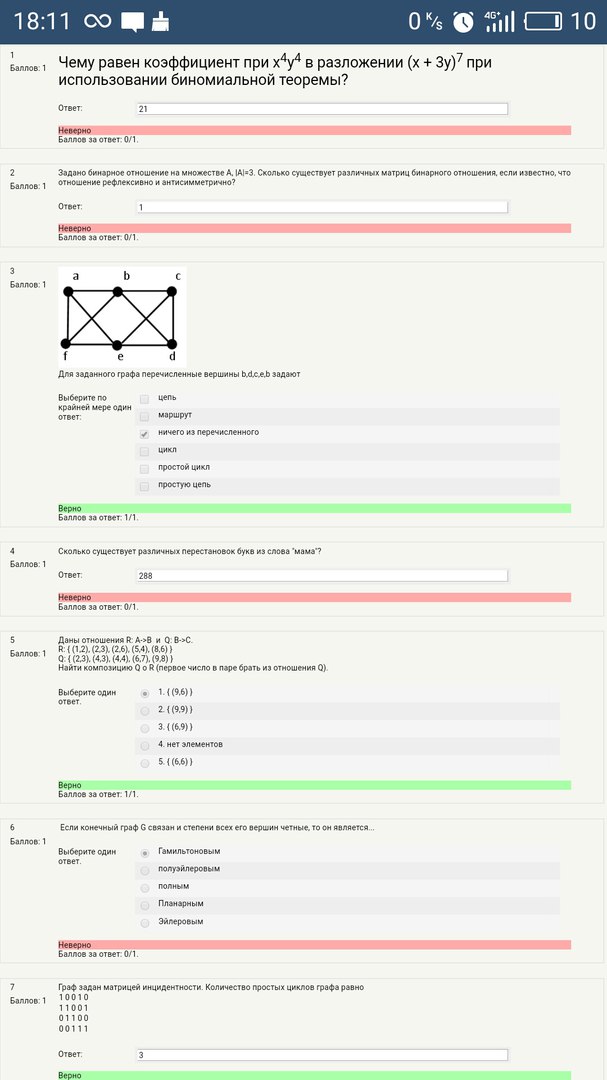 18:11 0 K/s 4G+ 10
1
Баллов: 1
Чему равен коэффициент при x⁴y⁴ в разложении (x + 3y)⁷ при
использовании биномиальной теоремы?
Ответ: 21
Неверно
Баллов за ответ: 0/1.
2
Баллов: 1
Задано бинарное отношение на множестве A, |A|=3. Сколько существует различных матриц бинарного отношения, если известно, что
отношение рефлексивно и антисимметрично?
Ответ: 1
Неверно
Баллов за ответ: 0/1.
3
Баллов: 1
a b c
f e d
Для заданного графа перечисленные вершины b,d,c,e,b задают
Выберите по
крайней мере один
ответ:
цепь
маршрут
ничего из перечисленного
цикл
простой цикл
простую цепь
Верно
Баллов за ответ: 1/1.
4
Баллов: 1
Сколько существует различных перестановок букв из слова "мама"?
Ответ: 288
Неверно
Баллов за ответ: 0/1.
5
Баллов: 1
Даны отношения R: A->B и Q: B->C.
R: { (1,2), (2,3), (2,6), (5,4), (8,6) }
Q: { (2,3), (4,3), (4,4), (6,7), (9,8) }
Найти композицию Q o R (первое число в паре брать из отношения Q).
Выберите один
ответ.
1. { (9,6) }
2. { (9,9) }
3. { (6,9) }
4. нет элементов
5. { (6,6) }
Верно
Баллов за ответ: 1/1.
6
Баллов: 1
Если конечный граф G связан и степени всех его вершин четные, то он является...
Выберите один
ответ.
Гамильтоновым
полуэйлеровым
полным
Планарным
Эйлеровым
Неверно
Баллов за ответ: 0/1.
7
Баллов: 1
Граф задан матрицей инцидентности. Количество простых циклов графа равно
1 0 0 1 0
1 1 0 0 1
0 1 1 0 0
0 0 1 1 1
Ответ: 3
Верно